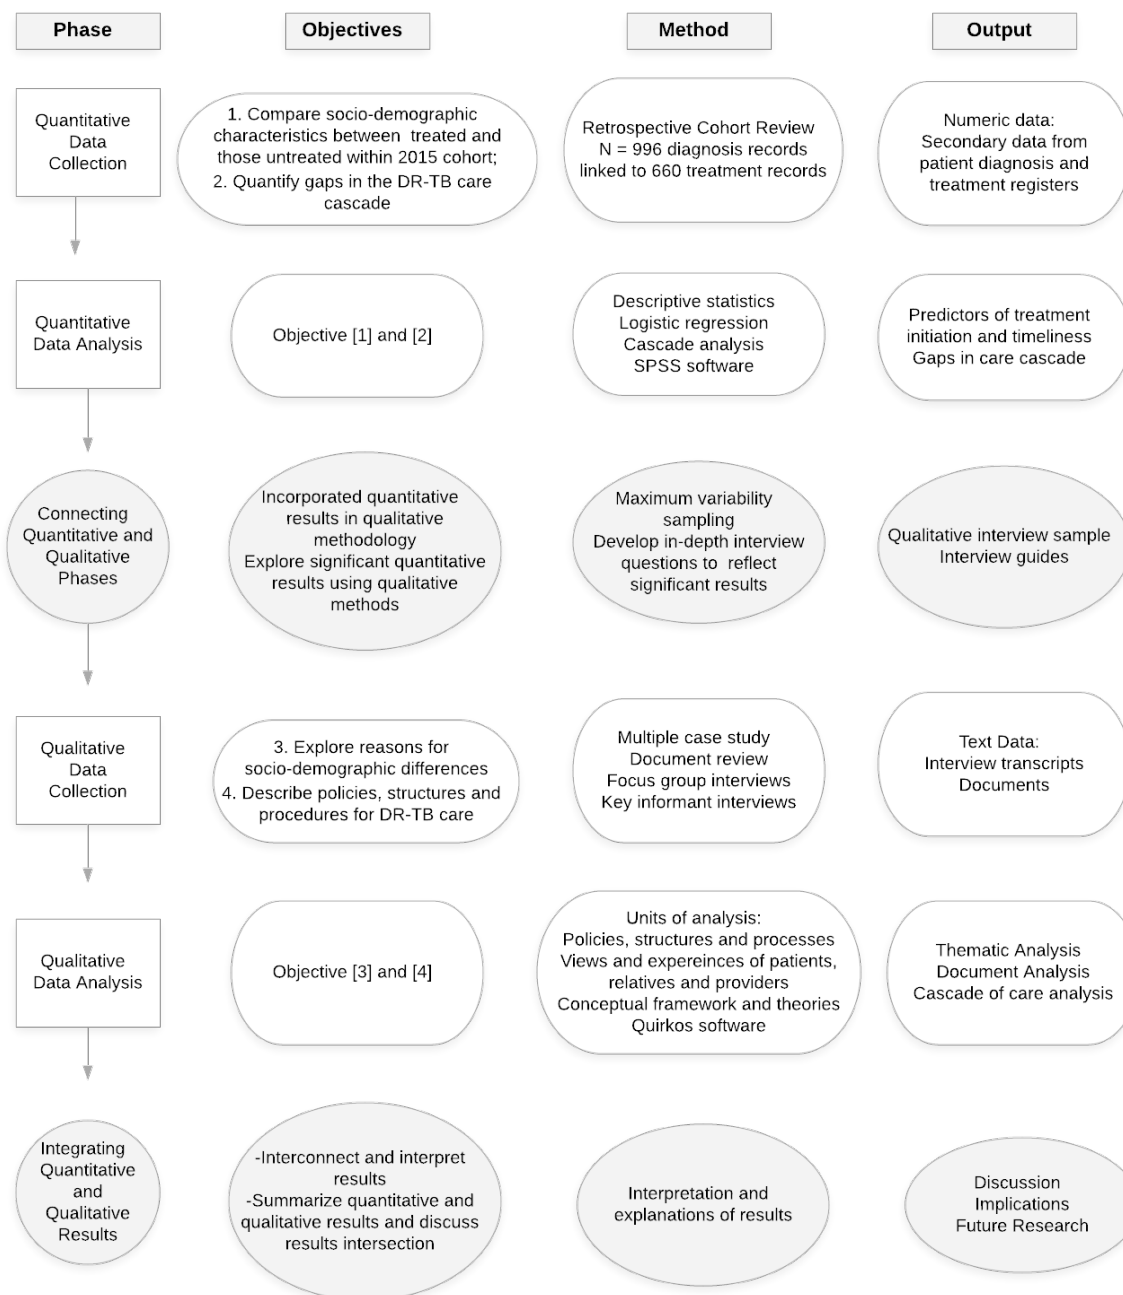 Phase
Objectives
Method
Output
Quantitative
Data
Collection
1. Compare socio-demographic
characteristics between treated and
those untreated within 2015 cohort;
2. Quantify gaps in the DR-TB care
cascade
Retrospective Cohort Review
N = 996 diagnosis records
linked to 660 treatment records
Numeric data:
Secondary data from
patient diagnosis and
treatment registers
Quantitative
Data Analysis
Objective [1] and [2]
Descriptive statistics
Logistic regression
Cascade analysis
SPSS software
Predictors of treatment
initiation and timeliness
Gaps in care cascade
Connecting
Quantitative and
Qualitative
Phases
Incorporated quantitative
results in qualitative
methodology
Explore significant quantitative
results using qualitative
methods
Maximum variability
sampling
Develop in-depth interview
questions to reflect
significant results
Qualitative interview sample
Interview guides
Qualitative
Data
Collection
3. Explore reasons for
socio-demographic differences
4. Describe policies, structures and
procedures for DR-TB care
Multiple case study
Document review
Focus group interviews
Key informant interviews
Text Data:
Interview transcripts
Documents
Qualitative
Data Analysis
Objective [3] and [4]
Units of analysis:
Policies, structures and processes
Views and expereinces of patients,
relatives and providers
Conceptual framework and theories
Quirkos software
Thematic Analysis
Document Analysis
Cascade of care analysis
Integrating
Quantitative
and
Qualitative
Results
-Interconnect and interpret
results
-Summarize quantitative and
qualitative results and discuss
results intersection
Interpretation and
explanations of results
Discussion
Implications
Future Research